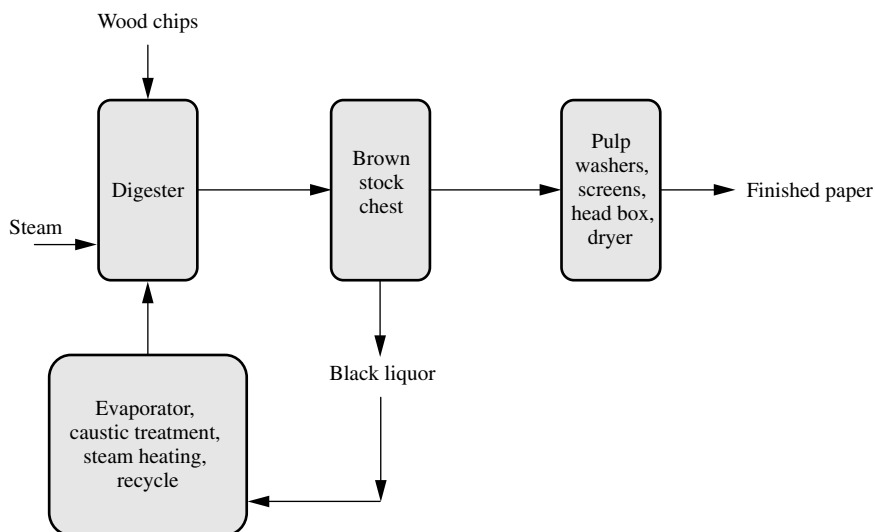 Wood chips
Digester
Steam
Brown
stock
chest
Pulp
washers,
screens,
head box,
dryer
Finished paper
Black liquor
Evaporator,
caustic treatment,
steam heating,
recycle